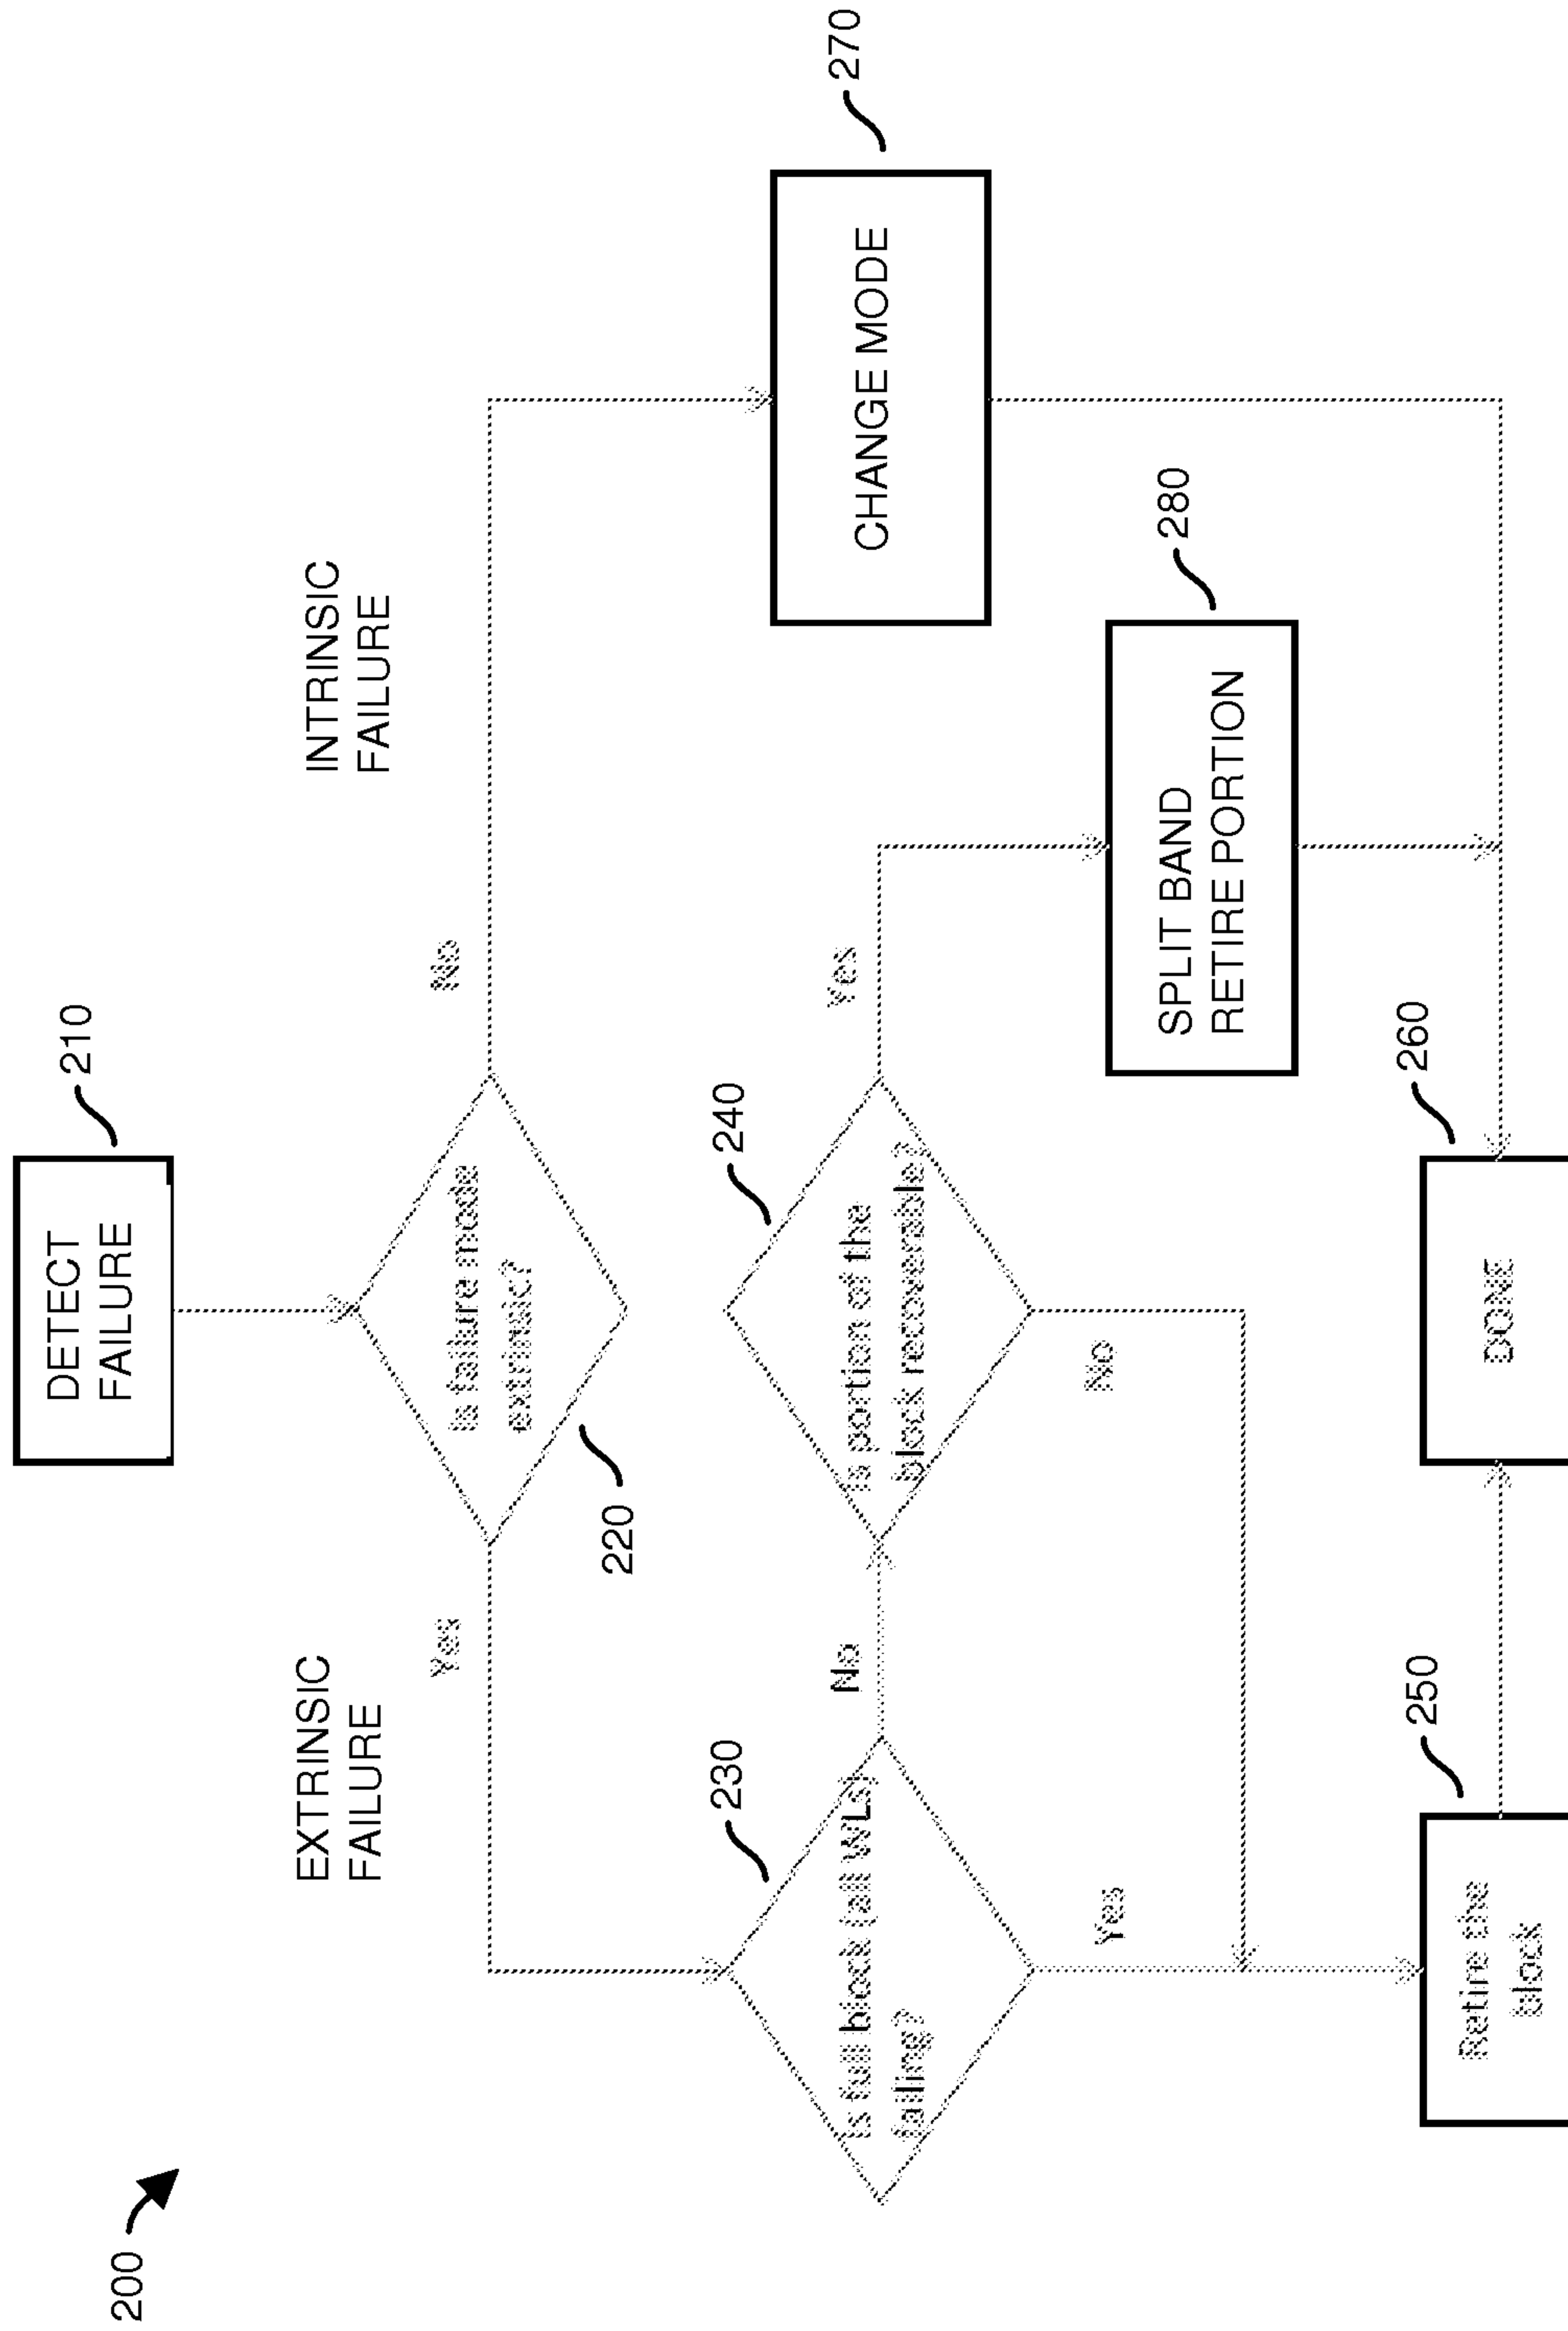 200
DETECT
FAILURE
210
EXTRINSIC
FAILURE
INTRINSIC
FAILURE
Yes
Is failure mode
extrinsic?
No
220
230
Is full block (all WLs)
failing?
No
240
Is portion of the
block recoverable?
Yes
CHANGE MODE
270
Yes
No
SPLIT BAND
RETIRE PORTION
280
Retire the
block
250
DONE
260